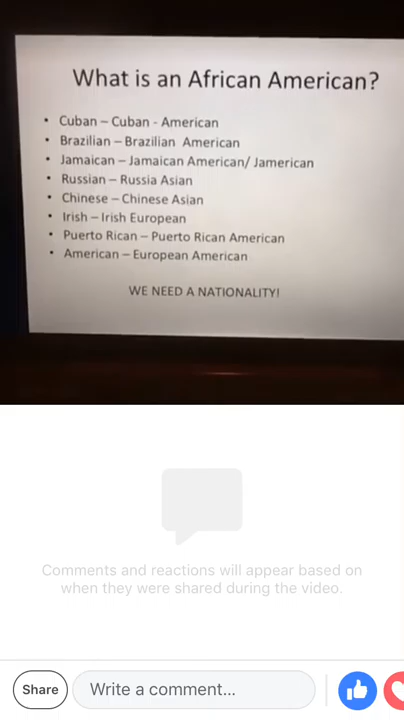 What is an African American?
• Cuban – Cuban - American
• Brazilian – Brazilian American
• Jamaican – Jamaican American/ Jamerican
• Russian – Russia Asian
• Chinese – Chinese Asian
• Irish – Irish European
• Puerto Rican – Puerto Rican American
• American – European American
WE NEED A NATIONALITY!
Comments and reactions will appear based on
when they were shared during the video.
Share
Write a comment...